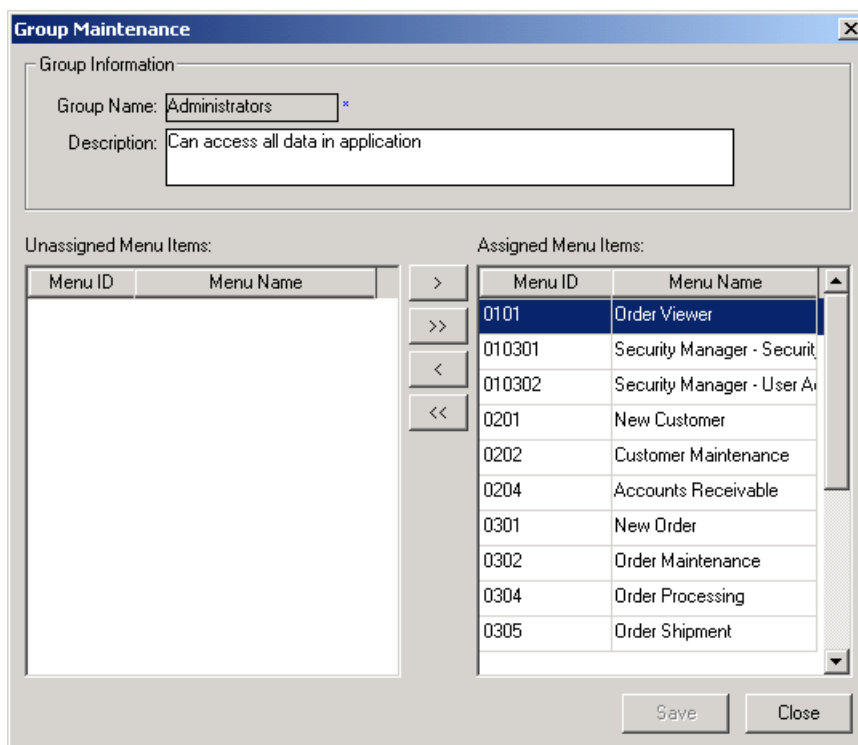 Group Maintenance
Group Information
Group Name: Administrators *
Description: Can access all data in application
Unassigned Menu Items:
Menu ID Menu Name
>
>>
<
<<
Assigned Menu Items:
Menu ID Menu Name
0101 Order Viewer
010301 Security Manager - Securit
010302 Security Manager - User A
0201 New Customer
0202 Customer Maintenance
0204 Accounts Receivable
0301 New Order
0302 Order Maintenance
0304 Order Processing
0305 Order Shipment
Save Close